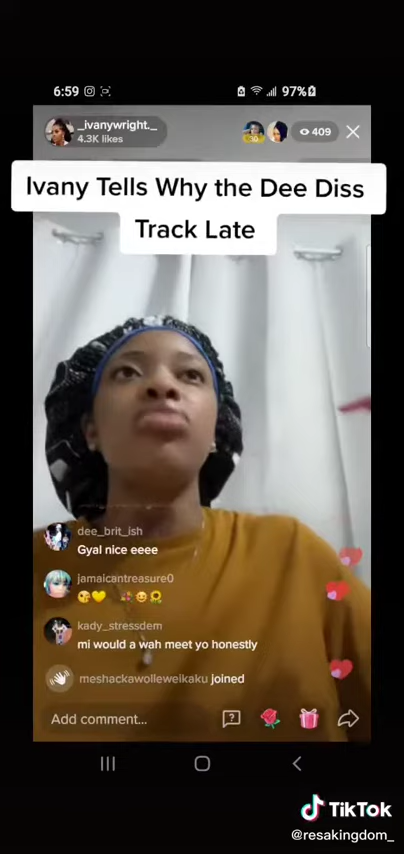 6:59
97%
_ivanywright._
4.3K likes
409
Ivany Tells Why the Dee Diss
Track Late
dee_brit_ish
Gyal nice eeee
jamaicantreasure0
kady_stressdem
mi would a wah meet yo honestly
meshackawolleweikaku joined
Add comment...
TikTok
@resakingdom_